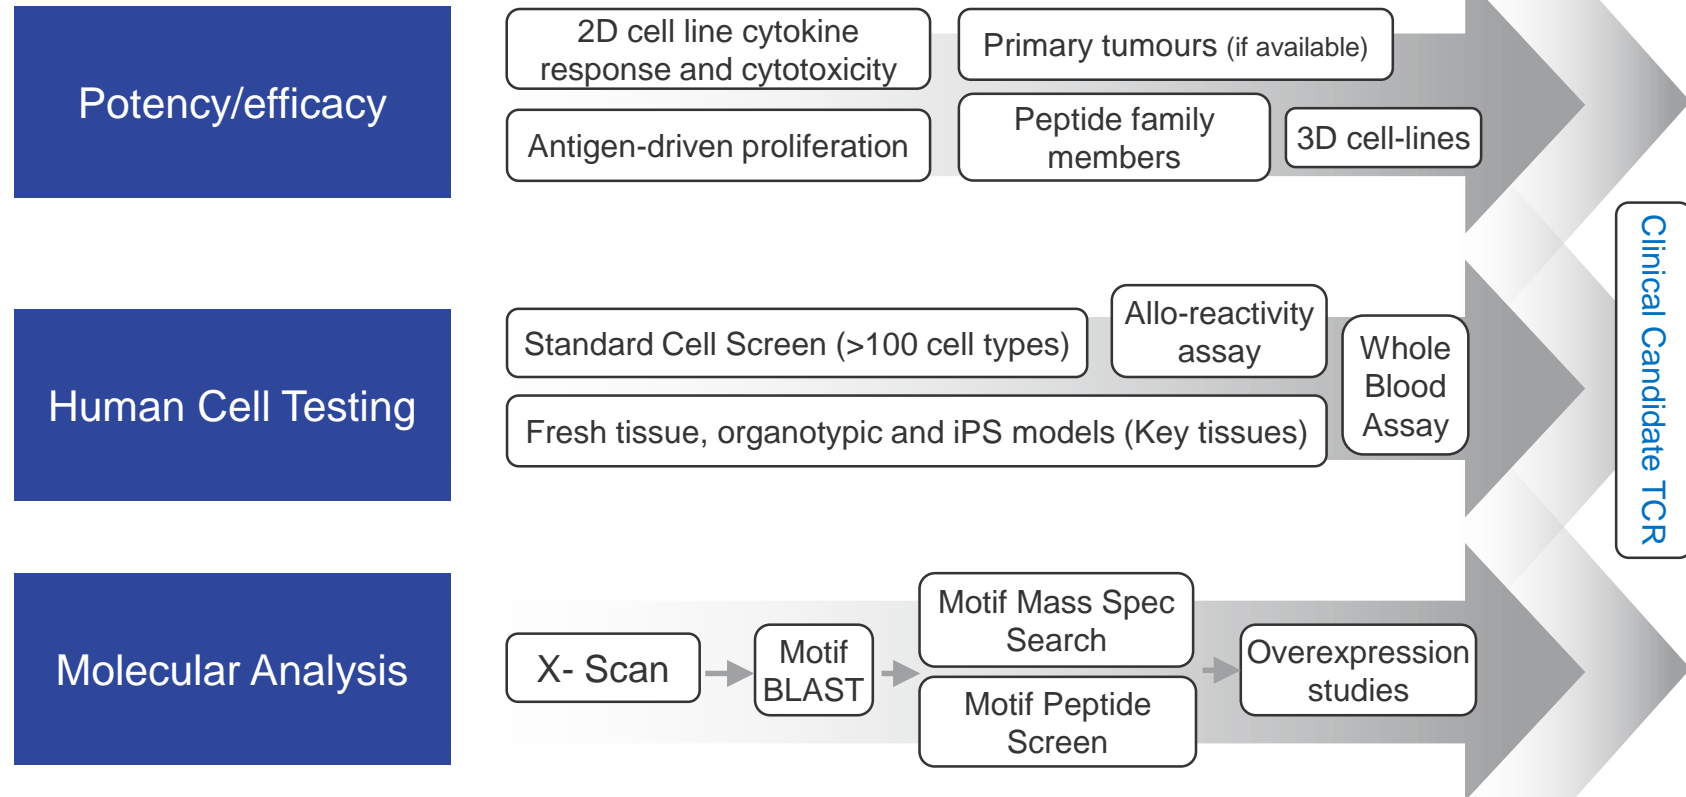 Potency/efficacy
2D cell line cytokine
response and cytotoxicity
Primary tumours (if available)
Antigen-driven proliferation
Peptide family
members
3D cell-lines
Human Cell Testing
Standard Cell Screen (>100 cell types)
Allo-reactivity
assay
Whole
Blood
Assay
Fresh tissue, organotypic and iPS models (Key tissues)
Molecular Analysis
X- Scan
Motif
BLAST
Motif Mass Spec
Search
Motif Peptide
Screen
Overexpression
studies
Clinical Candidate TCR